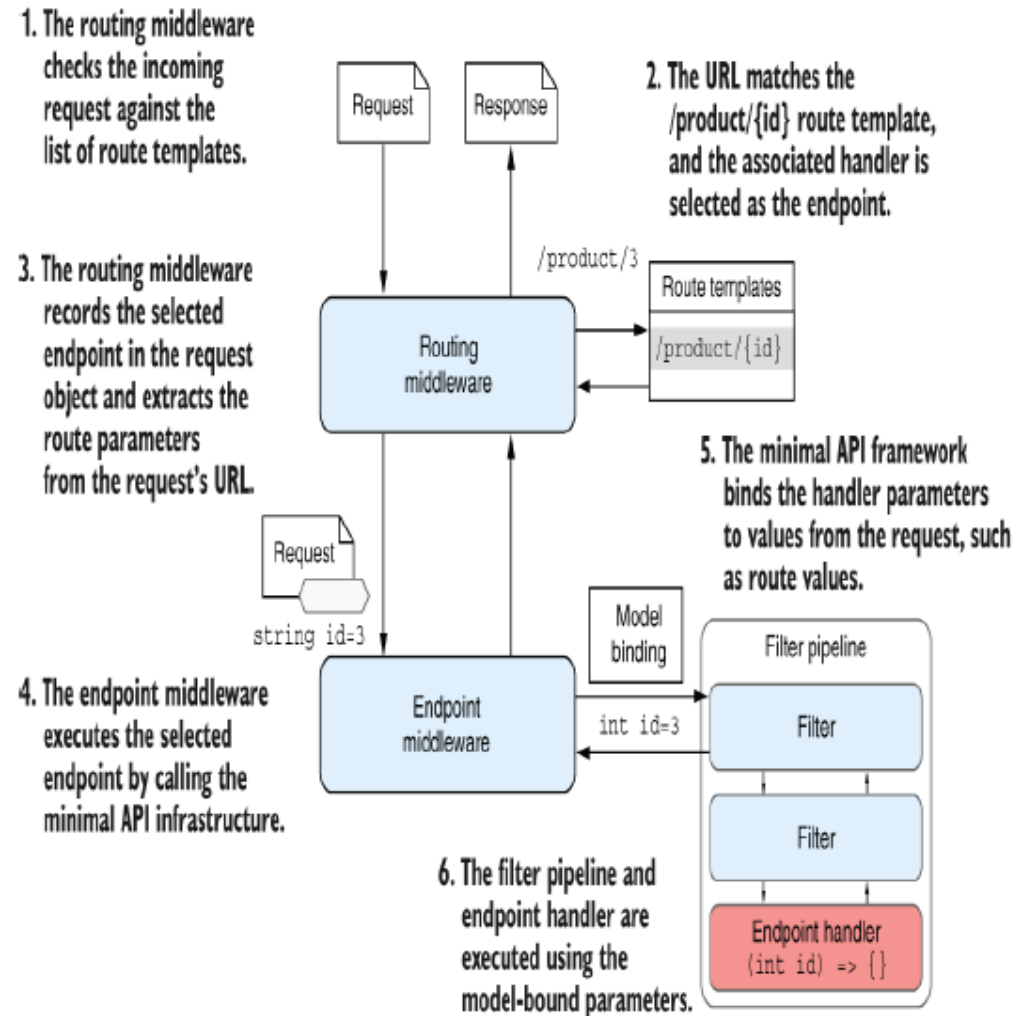 1. The routing middleware
checks the incoming
request against the
list of route templates.
Request
Response
2. The URL matches the
/product/{id} route template,
and the associated handler is
selected as the endpoint.
3. The routing middleware
records the selected
endpoint in the request
object and extracts the
route parameters
from the request's URL.
/product/3
Route templates
/product/{id}
Routing
middleware
5. The minimal API framework
binds the handler parameters
to values from the request, such
as route values.
Request
string id=3
Model
binding
Filter pipeline
4. The endpoint middleware
executes the selected
endpoint by calling the
minimal API infrastructure.
Endpoint
middleware
int id=3
Filter
Filter
6. The filter pipeline and
endpoint handler are
executed using the
model-bound parameters.
Endpoint handler
(int id) => {}